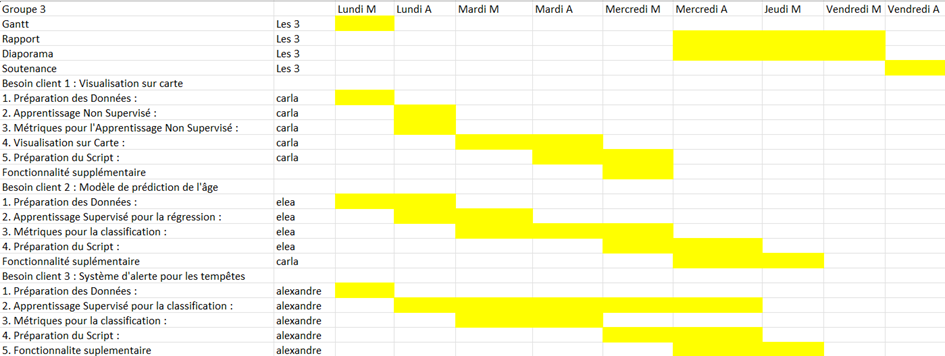 Groupe 3 Lundi M Lundi A Mardi M Mardi A Mercredi M Mercredi A Jeudi M Vendredi M Vendredi A
Gantt Les 3
Rapport Les 3
Diaporama Les 3
Soutenance Les 3
Besoin client 1 : Visualisation sur carte
1. Préparation des Données : carla
2. Apprentissage Non Supervisé : carla
3. Métriques pour l'Apprentissage Non Supervisé : carla
4. Visualisation sur Carte : carla
5. Préparation du Script : carla
Fonctionnalité supplémentaire
Besoin client 2 : Modèle de prédiction de l'âge
1. Préparation des Données : elea
2. Apprentissage Supervisé pour la régression : elea
3. Métriques pour la classification : elea
4. Préparation du Script : elea
Fonctionnalité suplémentaire carla
Besoin client 3 : Système d'alerte pour les tempêtes
1. Préparation des Données : alexandre
2. Apprentissage Supervisé pour la classification : alexandre
3. Métriques pour la classification : alexandre
4. Préparation du Script : alexandre
5. Fonctionnalite suplementaire alexandre